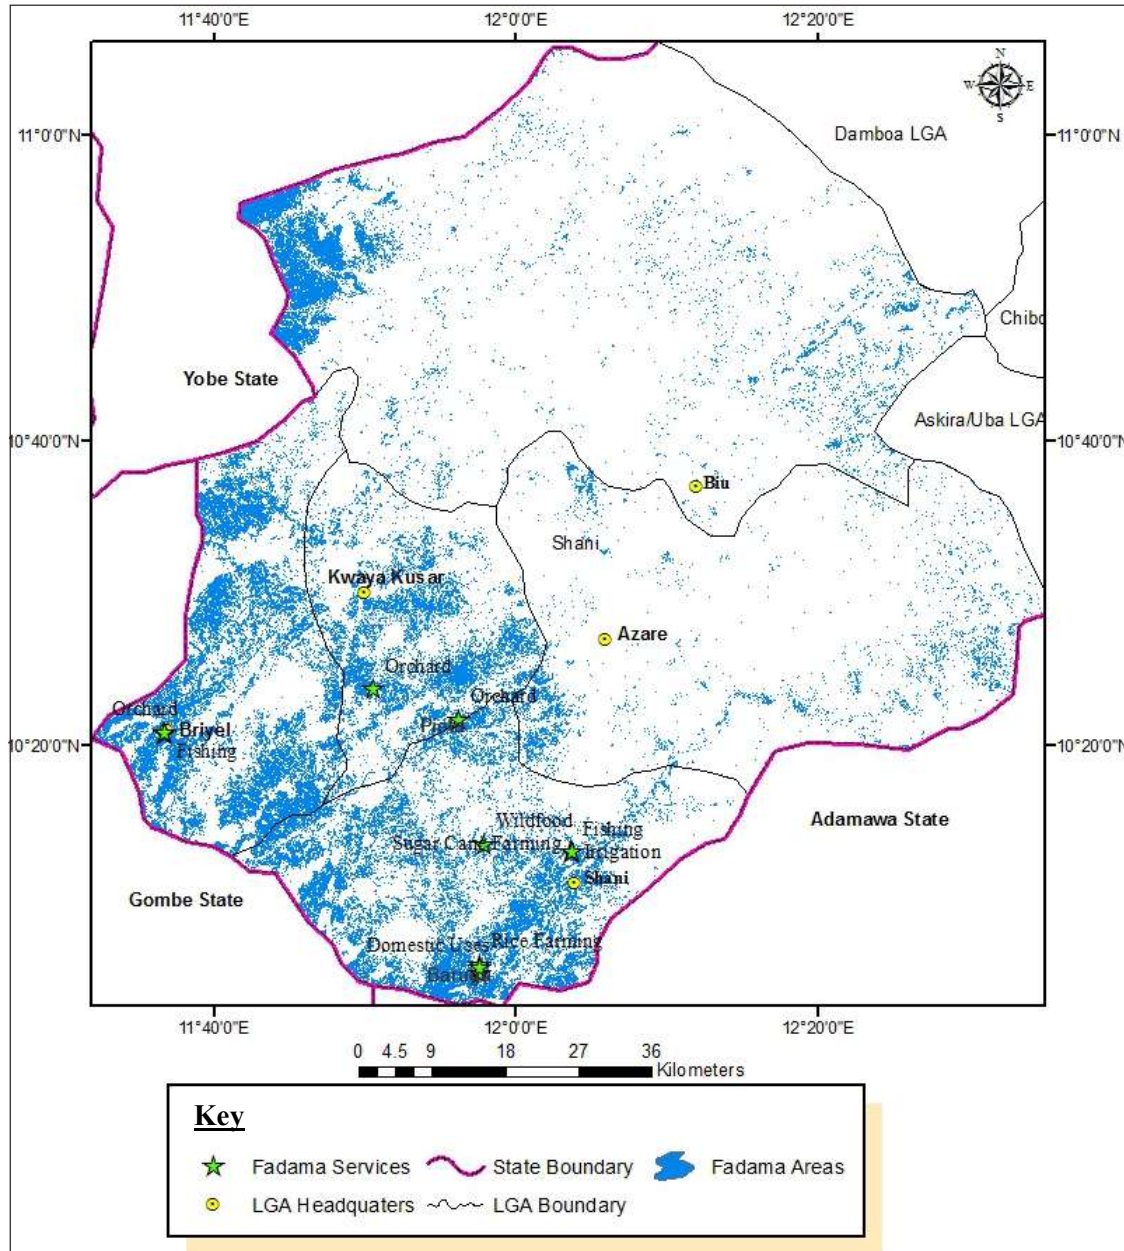 11°40'0"E 12°0'0"E 12°20'0"E
N
W E
S
11°0'0"N 11°0'0"N
Damboa LGA
Chibo
Yobe State
Askira/Uba LGA
10°40'0"N 10°40'0"N
Biu
Shani
Kwaya Kusar
Azare
Orchard
Orchard
Orchard
Briyel
Fishing
10°20'0"N 10°20'0"N
Wildfood
Fishing
Adamawa State
Sugar Cane Farming
Irrigation
Shani
Gombe State
Domestic Uses
Rice Farming
11°40'0"E 12°0'0"E 12°20'0"E
0 4.5 9 18 27 36
Kilometers
Key
Fadama Services State Boundary Fadama Areas
LGA Headquaters LGA Boundary